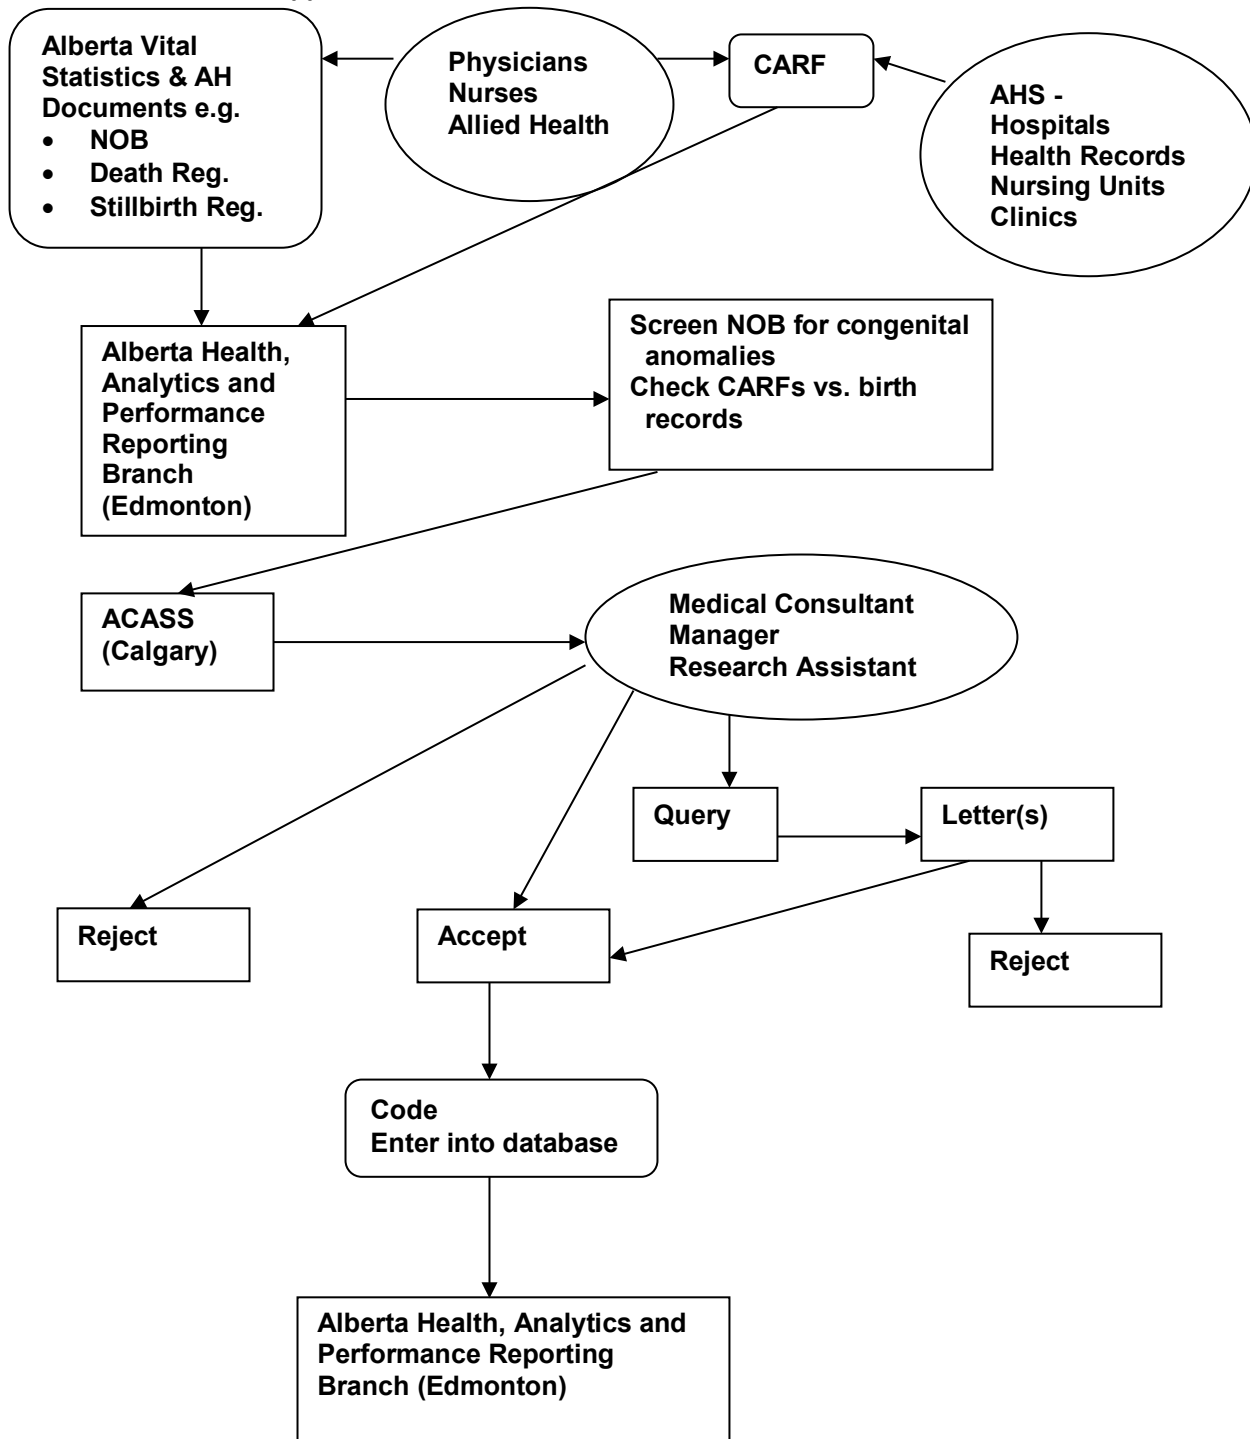 Alberta Vital
Statistics & AH
Documents e.g.
• NOB
• Death Reg.
• Stillbirth Reg.
Physicians
Nurses
Allied Health
CARF
AHS -
Hospitals
Health Records
Nursing Units
Clinics
Alberta Health,
Analytics and
Performance
Reporting
Branch
(Edmonton)
Screen NOB for congenital
anomalies
Check CARFs vs. birth
records
ACASS
(Calgary)
Medical Consultant
Manager
Research Assistant
Query
Letter(s)
Reject
Accept
Reject
Code
Enter into database
Alberta Health, Analytics and
Performance Reporting
Branch (Edmonton)